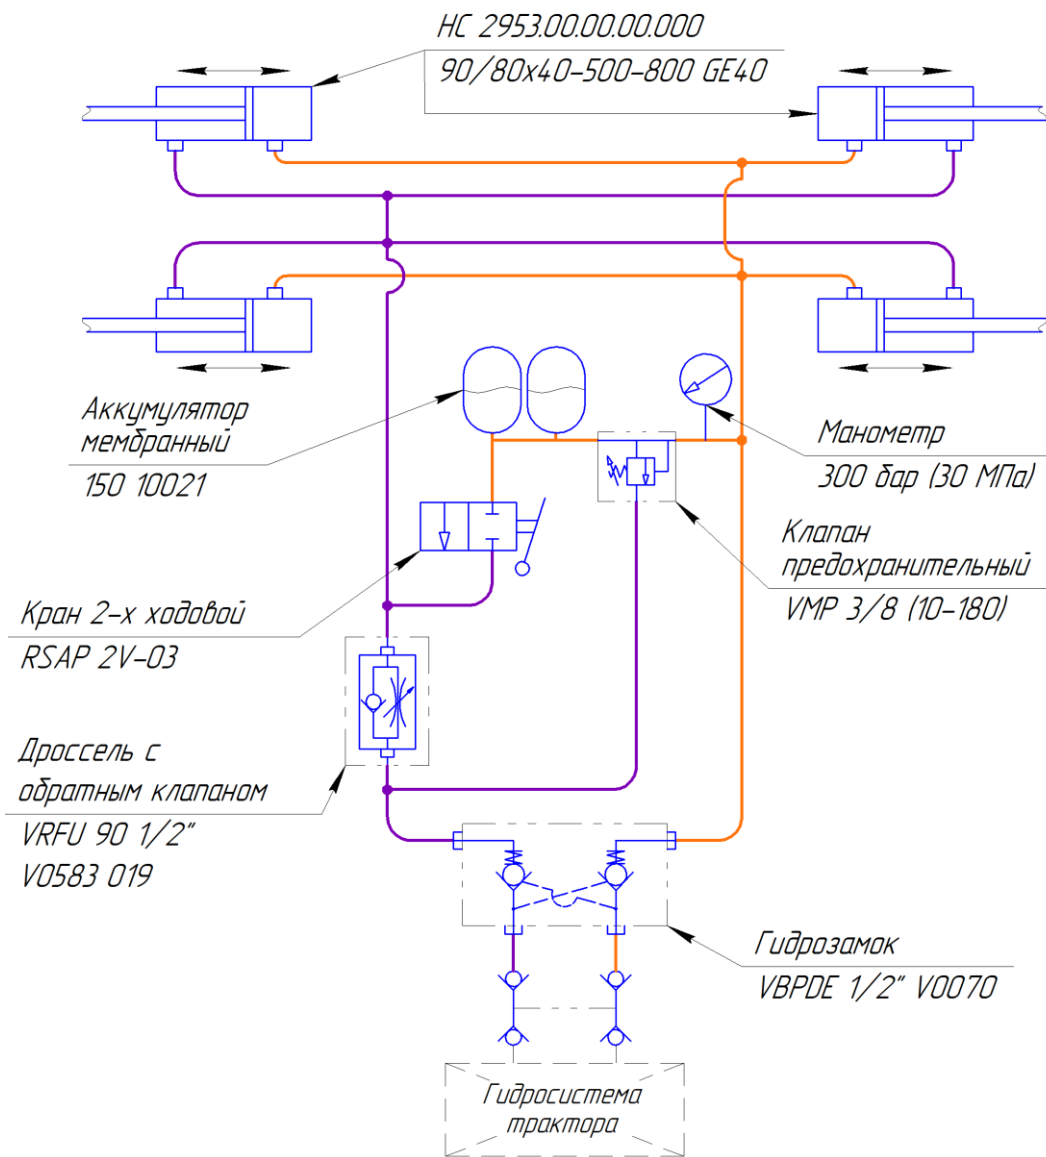 НС 2953.00.00.00.000
90/80х40-500-800 GE40
Аккумулятор
мембранный
150 10021
Манометр
300 бар (30 МПа)
Клапан
предохранительный
VMP 3/8 (10-180)
Кран 2-х ходовой
RSAP 2V-03
Дроссель с
обратным клапаном
VRFU 90 1/2"
V0583 019
Гидрозамок
VBPDE 1/2" V0070
Гидросистема
трактора